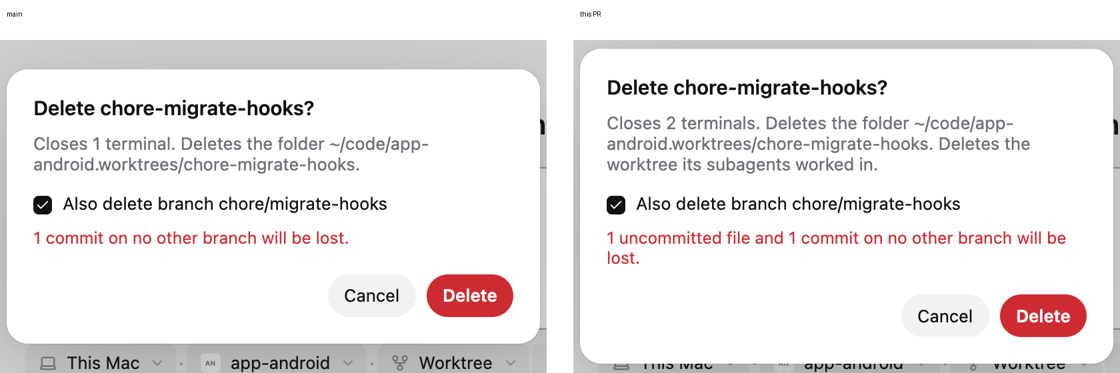 main
Delete chore-migrate-hooks?
Closes 1 terminal. Deletes the folder ~/code/app-
android.worktrees/chore-migrate-hooks.
Also delete branch chore/migrate-hooks
1 commit on no other branch will be lost.
Cancel
Delete
This Mac
AN
app-android
Worktree
this PR
Delete chore-migrate-hooks?
Closes 2 terminals. Deletes the folder ~/code/app-
android.worktrees/chore-migrate-hooks. Deletes the
worktree its subagents worked in.
Also delete branch chore/migrate-hooks
1 uncommitted file and 1 commit on no other branch will be
lost.
Cancel
Delete
This Mac
app-android
Worktree